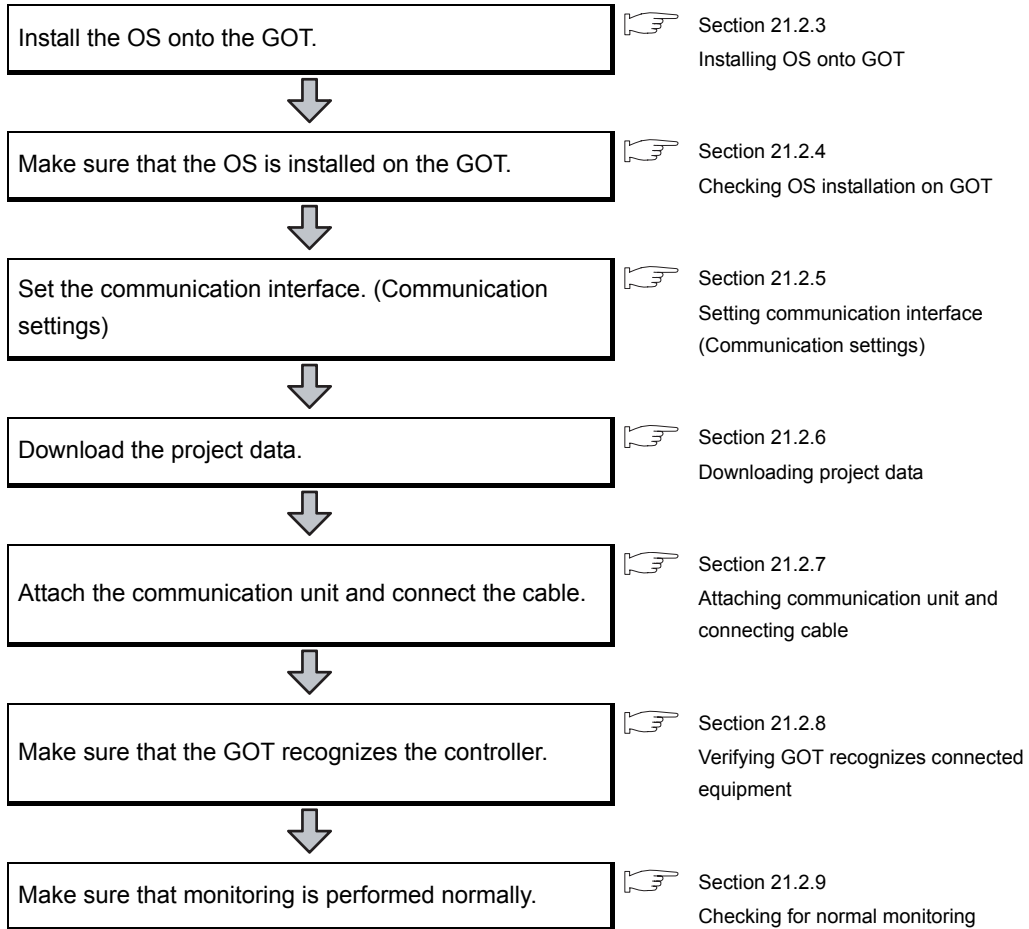 Install the OS onto the GOT.
Section 21.2.3
Installing OS onto GOT
Make sure that the OS is installed on the GOT.
Section 21.2.4
Checking OS installation on GOT
Set the communication interface. (Communication
settings)
Section 21.2.5
Setting communication interface
(Communication settings)
Download the project data.
Section 21.2.6
Downloading project data
Attach the communication unit and connect the cable.
Section 21.2.7
Attaching communication unit and
connecting cable
Make sure that the GOT recognizes the controller.
Section 21.2.8
Verifying GOT recognizes connected
equipment
Make sure that monitoring is performed normally.
Section 21.2.9
Checking for normal monitoring